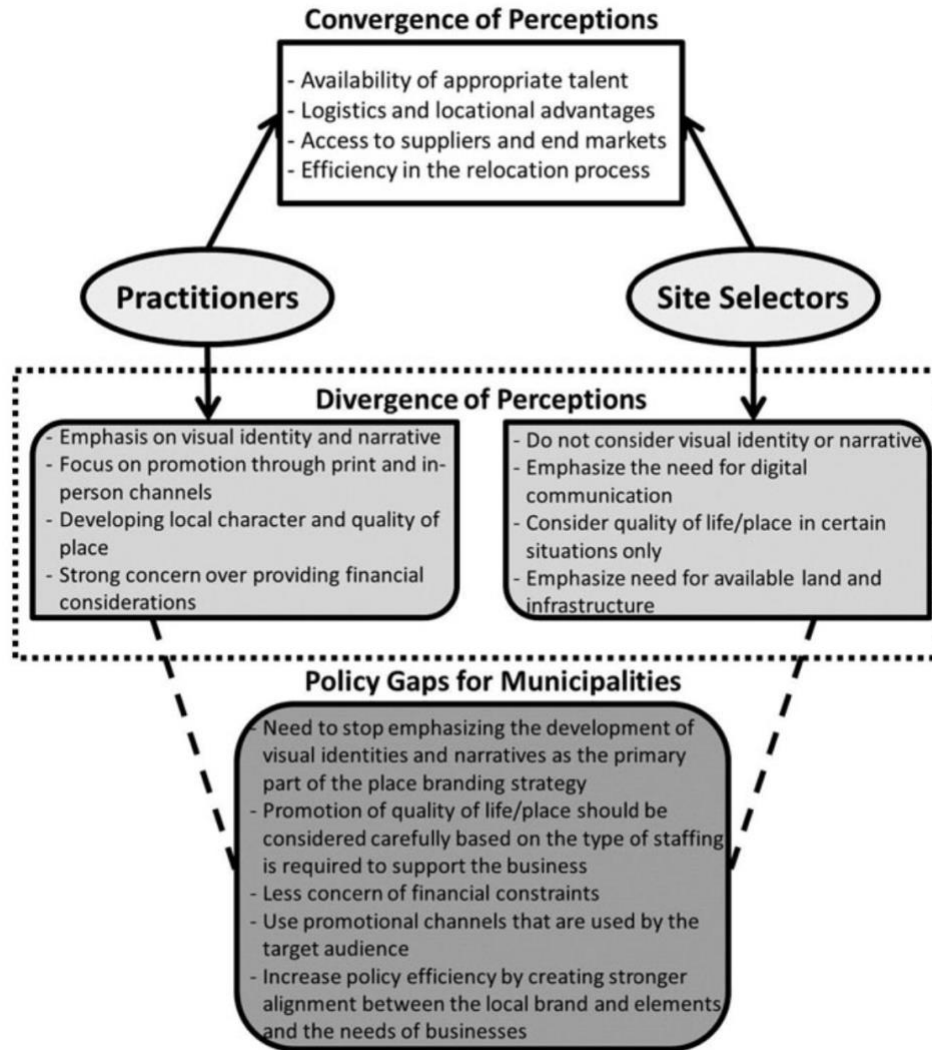 Convergence of Perceptions
- Availability of appropriate talent
- Logistics and locational advantages
- Access to suppliers and end markets
- Efficiency in the relocation process
Practitioners
Site Selectors
Divergence of Perceptions
- Emphasis on visual identity and narrative
- Focus on promotion through print and in-
person channels
- Developing local character and quality of
place
- Strong concern over providing financial
considerations
- Do not consider visual identity or narrative
- Emphasize the need for digital
communication
- Consider quality of life/place in certain
situations only
- Emphasize need for available land and
infrastructure
Policy Gaps for Municipalities
- Need to stop emphasizing the development of
visual identities and narratives as the primary
part of the place branding strategy
- Promotion of quality of life/place should be
considered carefully based on the type of staffing
is required to support the business
- Less concern of financial constraints
- Use promotional channels that are used by the
target audience
- Increase policy efficiency by creating stronger
alignment between the local brand and elements
and the needs of businesses